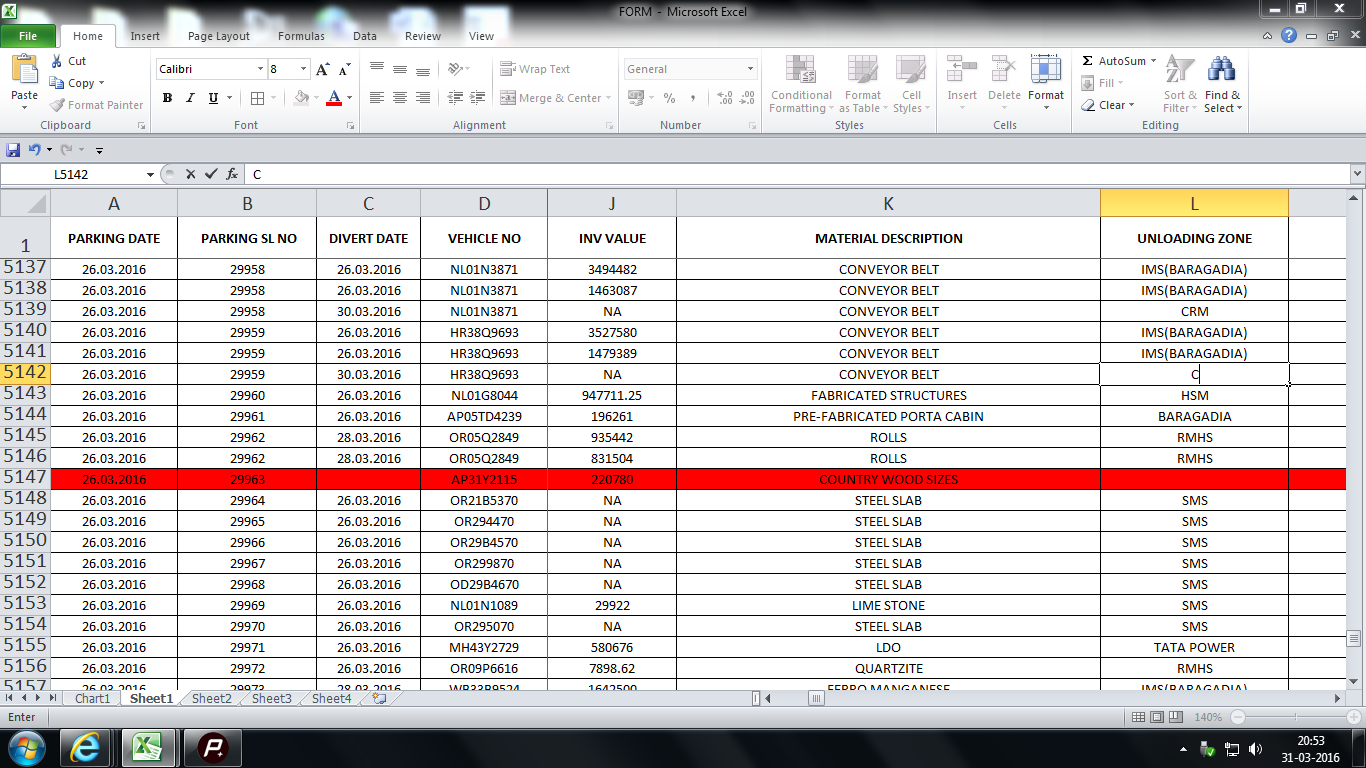 FORM - Microsoft Excel
File Home Insert Page Layout Formulas Data Review View
Paste Cut Copy Format Painter Clipboard
Calibri 8 A A B I U A Font
Wrap Text Merge & Center Alignment
General % , Number
Conditional Formatting Format as Table Cell Styles Styles
Insert Delete Format Cells
Σ AutoSum Fill Clear Sort & Filter Find & Select Editing
L5142 fx C
A B C D J K L
1 PARKING DATE PARKING SL NO DIVERT DATE VEHICLE NO INV VALUE MATERIAL DESCRIPTION UNLOADING ZONE
5137 26.03.2016 29958 26.03.2016 NL01N3871 3494482 CONVEYOR BELT IMS(BARAGADIA)
5138 26.03.2016 29958 26.03.2016 NL01N3871 1463087 CONVEYOR BELT IMS(BARAGADIA)
5139 26.03.2016 29958 30.03.2016 NL01N3871 NA CONVEYOR BELT CRM
5140 26.03.2016 29959 26.03.2016 HR38Q9693 3527580 CONVEYOR BELT IMS(BARAGADIA)
5141 26.03.2016 29959 26.03.2016 HR38Q9693 1479389 CONVEYOR BELT IMS(BARAGADIA)
5142 26.03.2016 29959 30.03.2016 HR38Q9693 NA CONVEYOR BELT C
5143 26.03.2016 29960 26.03.2016 NL01G8044 947711.25 FABRICATED STRUCTURES HSM
5144 26.03.2016 29961 26.03.2016 AP05TD4239 196261 PRE-FABRICATED PORTA CABIN BARAGADIA
5145 26.03.2016 29962 28.03.2016 OR05Q2849 935442 ROLLS RMHS
5146 26.03.2016 29962 28.03.2016 OR05Q2849 831504 ROLLS RMHS
5147 26.03.2016 29963 AP31Y2115 220780 COUNTRY WOOD SIZES
5148 26.03.2016 29964 26.03.2016 OR21B5370 NA STEEL SLAB SMS
5149 26.03.2016 29965 26.03.2016 OR294470 NA STEEL SLAB SMS
5150 26.03.2016 29966 26.03.2016 OR29B4570 NA STEEL SLAB SMS
5151 26.03.2016 29967 26.03.2016 OR299870 NA STEEL SLAB SMS
5152 26.03.2016 29968 26.03.2016 OD29B4670 NA STEEL SLAB SMS
5153 26.03.2016 29969 26.03.2016 NL01N1089 29922 LIME STONE SMS
5154 26.03.2016 29970 26.03.2016 OR295070 NA STEEL SLAB SMS
5155 26.03.2016 29971 26.03.2016 MH43Y2729 580676 LDO TATA POWER
5156 26.03.2016 29972 26.03.2016 OR09P6616 7898.62 QUARTZITE RMHS
5157 26.03.2016 29973 28.03.2016 WB33B9524 1642500 FERRO MANGANESE IMS(BARAGADIA)
Chart1 Sheet1 Sheet2 Sheet3 Sheet4
Enter 140%
20:53
31-03-2016